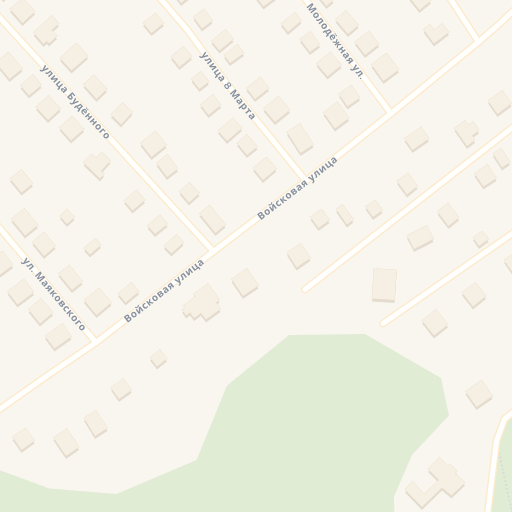 Молодёжная ул.
улица 8 Марта
улица Будённого
Войсковая улица
ул. Маяковского
Войсковая улица